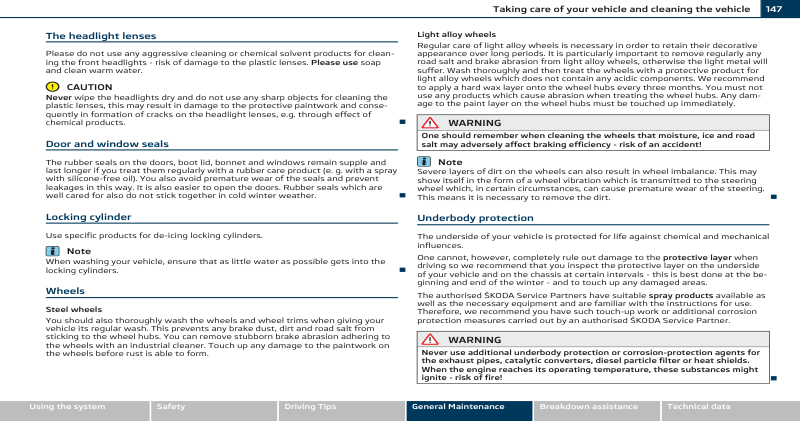 Taking care of your vehicle and cleaning the vehicle 147
The headlight lenses
Please do not use any aggressive cleaning or chemical solvent products for clean-
ing the front headlights - risk of damage to the plastic lenses. Please use soap
and clean warm water.
CAUTION
Never wipe the headlights dry and do not use any sharp objects for cleaning the
plastic lenses, this may result in damage to the protective paintwork and conse-
quently in formation of cracks on the headlight lenses, e.g. through effect of
chemical products.
Door and window seals
The rubber seals on the doors, boot lid, bonnet and windows remain supple and
last longer if you treat them regularly with a rubber care product (e. g. with a spray
with silicone-free oil). You also avoid premature wear of the seals and prevent
leakages in this way. It is also easier to open the doors. Rubber seals which are
well cared for also do not stick together in cold winter weather.
Locking cylinder
Use specific products for de-icing locking cylinders.
Note
When washing your vehicle, ensure that as little water as possible gets into the
locking cylinders.
Wheels
Steel wheels
You should also thoroughly wash the wheels and wheel trims when giving your
vehicle its regular wash. This prevents any brake dust, dirt and road salt from
sticking to the wheel hubs. You can remove stubborn brake abrasion adhering to
the wheels with an industrial cleaner. Touch up any damage to the paintwork on
the wheels before rust is able to form.
Light alloy wheels
Regular care of light alloy wheels is necessary in order to retain their decorative
appearance over long periods. It is particularly important to remove regularly any
road salt and brake abrasion from light alloy wheels, otherwise the light metal will
suffer. Wash thoroughly and then treat the wheels with a protective product for
light alloy wheels which does not contain any acidic components. We recommend
to apply a hard wax layer onto the wheel hubs every three months. You must not
use any products which cause abrasion when treating the wheel hubs. Any dam-
age to the paint layer on the wheel hubs must be touched up immediately.
WARNING
One should remember when cleaning the wheels that moisture, ice and road
salt may adversely affect braking efficiency - risk of an accident!
Note
Severe layers of dirt on the wheels can also result in wheel imbalance. This may
show itself in the form of a wheel vibration which is transmitted to the steering
wheel which, in certain circumstances, can cause premature wear of the steering.
This means it is necessary to remove the dirt.
Underbody protection
The underside of your vehicle is protected for life against chemical and mechanical
influences.
One cannot, however, completely rule out damage to the protective layer when
driving so we recommend that you inspect the protective layer on the underside
of your vehicle and on the chassis at certain intervals - this is best done at the be-
ginning and end of the winter - and to touch up any damaged areas.
The authorised ŠKODA Service Partners have suitable spray products available as
well as the necessary equipment and are familiar with the instructions for use.
Therefore, we recommend you have such touch-up work or additional corrosion
protection measures carried out by an authorised ŠKODA Service Partner.
WARNING
Never use additional underbody protection or corrosion-protection agents for
the exhaust pipes, catalytic converters, diesel particle filter or heat shields.
When the engine reaches its operating temperature, these substances might
ignite - risk of fire!
Using the system Safety Driving Tips General Maintenance Breakdown assistance Technical data